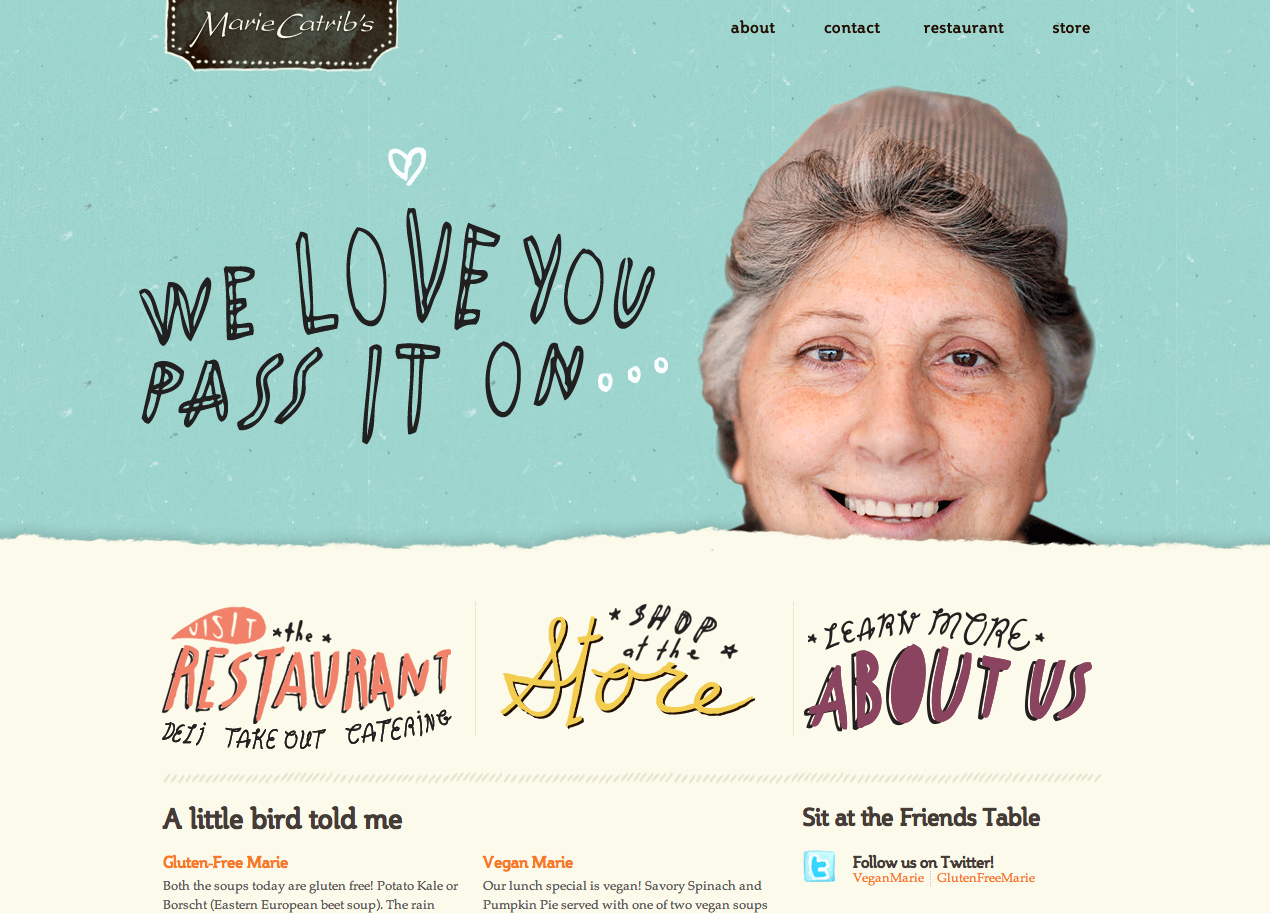 Marie Catrib's
about contact restaurant store
WE LOVE YOU
PASS IT ON...
VISIT *the*
RESTAURANT
DELI TAKE OUT CATERING
*SHOP
at the*
Store
*LEARN MORE*
ABOUT US
A little bird told me
Gluten-Free Marie
Both the soups today are gluten free! Potato Kale or
Borscht (Eastern European beet soup). The rain
Vegan Marie
Our lunch special is vegan! Savory Spinach and
Pumpkin Pie served with one of two vegan soups
Sit at the Friends Table
Follow us on Twitter!
VeganMarie GlutenFreeMarie